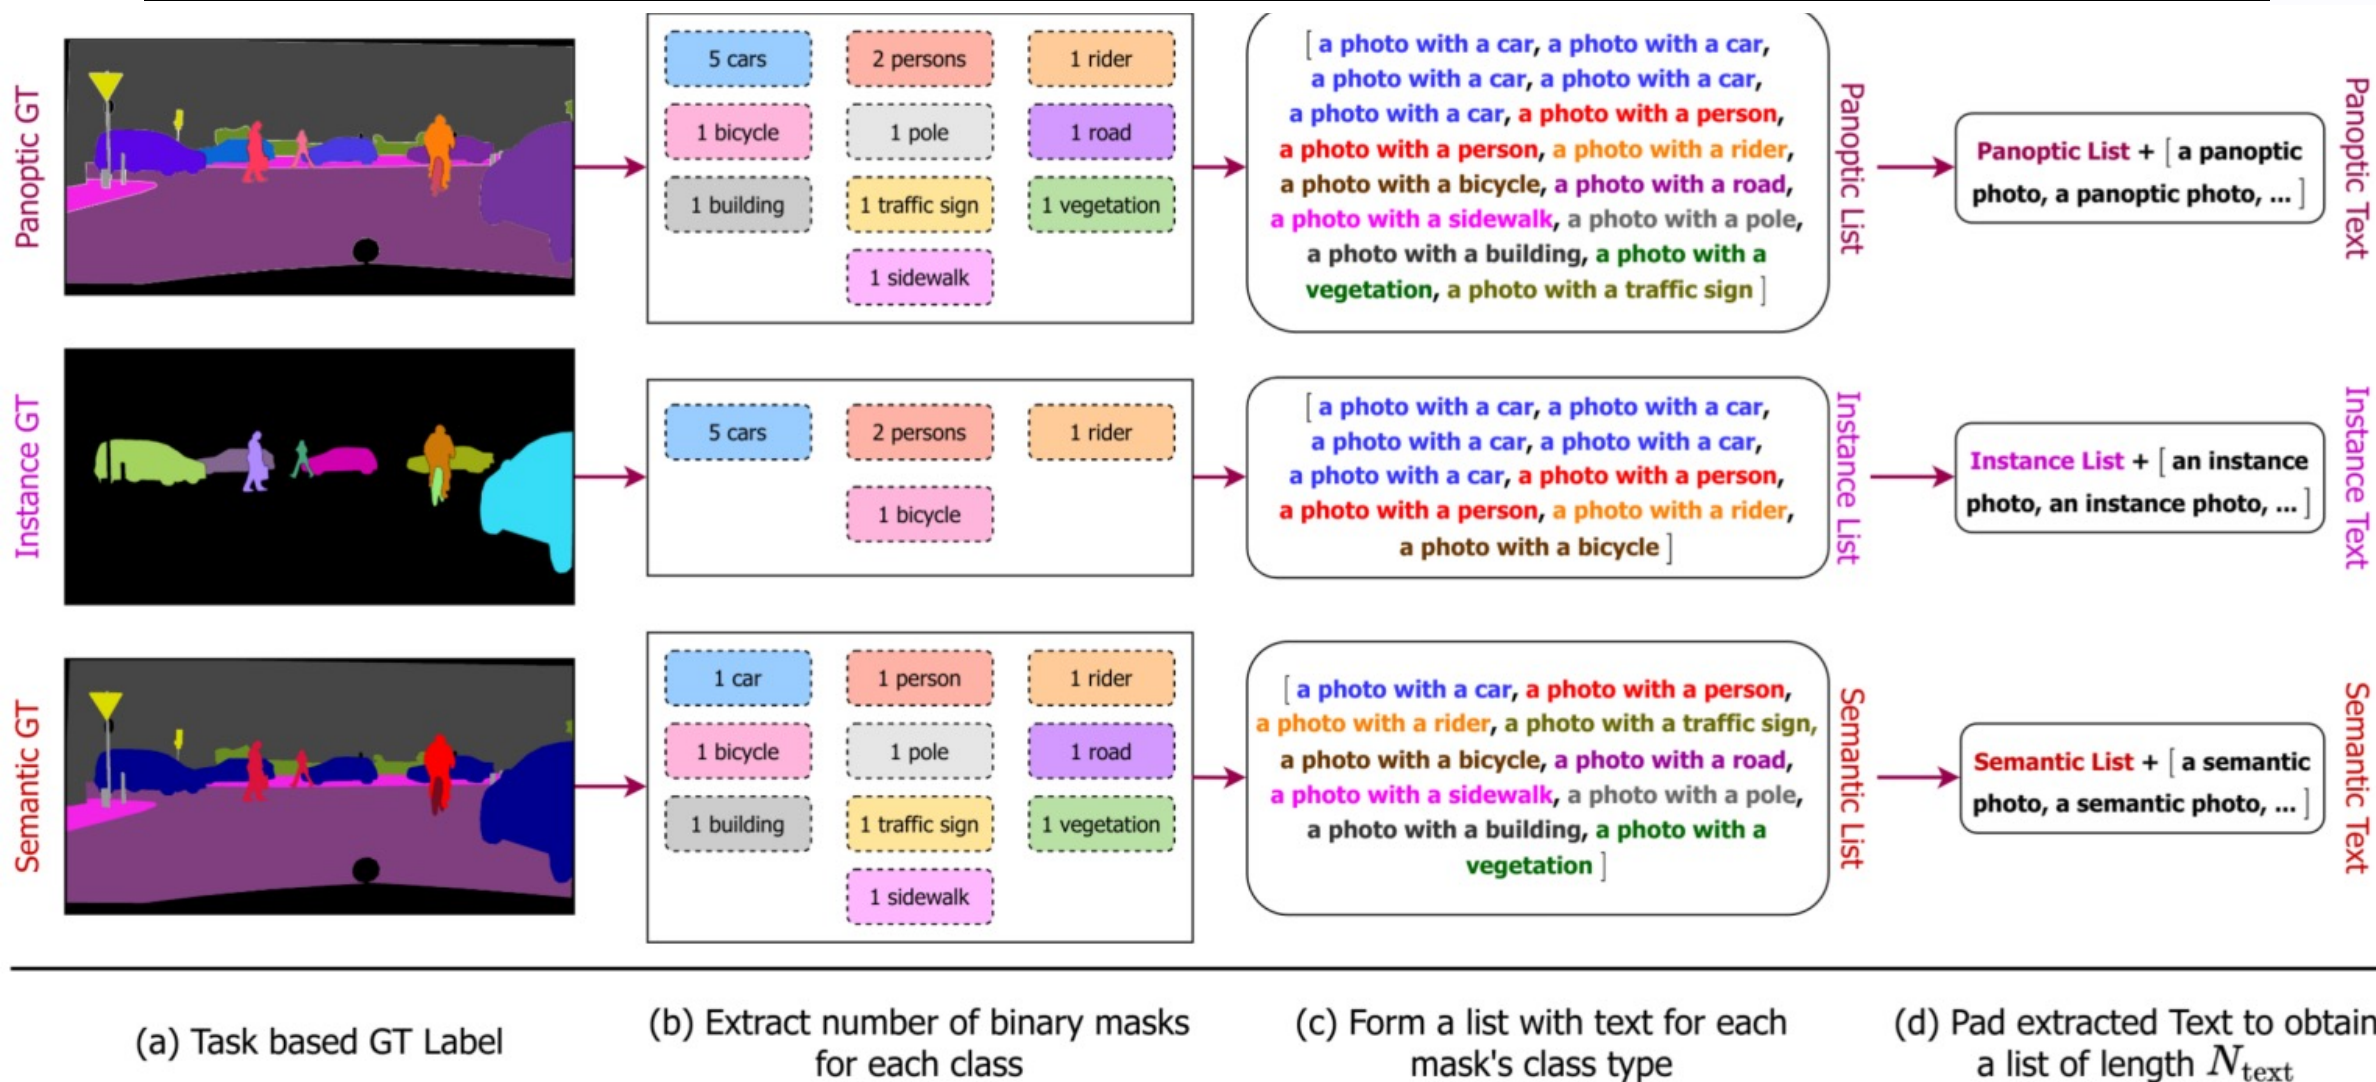 Panoptic GT
5 cars
2 persons
1 rider
1 bicycle
1 pole
1 road
1 building
1 traffic sign
1 vegetation
1 sidewalk
[ a photo with a car, a photo with a car,
a photo with a car, a photo with a car,
a photo with a car, a photo with a person,
a photo with a person, a photo with a rider,
a photo with a bicycle, a photo with a road,
a photo with a sidewalk, a photo with a pole,
a photo with a building, a photo with a
vegetation, a photo with a traffic sign ]
Panoptic List
Panoptic List + [ a panoptic
photo, a panoptic photo, ... ]
Panoptic Text
Instance GT
5 cars
2 persons
1 rider
1 bicycle
[ a photo with a car, a photo with a car,
a photo with a car, a photo with a car,
a photo with a car, a photo with a person,
a photo with a person, a photo with a rider,
a photo with a bicycle ]
Instance List
Instance List + [ an instance
photo, an instance photo, ... ]
Instance Text
Semantic GT
1 car
1 person
1 rider
1 bicycle
1 pole
1 road
1 building
1 traffic sign
1 vegetation
1 sidewalk
[ a photo with a car, a photo with a person,
a photo with a rider, a photo with a traffic sign,
a photo with a bicycle, a photo with a road,
a photo with a sidewalk, a photo with a pole,
a photo with a building, a photo with a
vegetation ]
Semantic List
Semantic List + [ a semantic
photo, a semantic photo, ... ]
Semantic Text
(a) Task based GT Label
(b) Extract number of binary masks
for each class
(c) Form a list with text for each
mask's class type
(d) Pad extracted Text to obtain
a list of length N_text